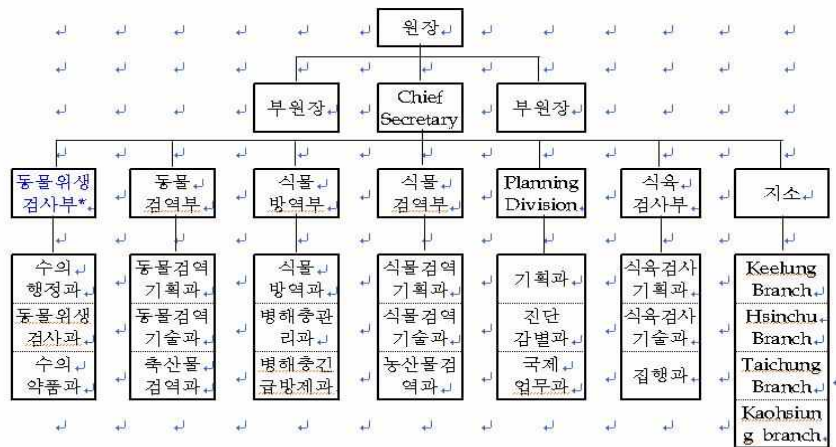 원장
부원장
Chief
Secretary
부원장
동물위생
검사부*
동물
검역부
식물
방역부
식물
검역부
Planning
Division
식육
검사부
지소
수의
행정과
동물위생
검사과
수의
약품과
동물검역
기획과
동물검역
기술과
축산물
검역과
식물
방역과
병해충관
리과
병해충긴
급방제과
식물검역
기획과
식물검역
기술과
농산물검
역과
기획과
진단
감별과
국제
업무과
식육검사
기획과
식육검사
기술과
집행과
Keelung
Branch
Hsinchu
Branch
Taichung
Branch
Kaohsiun
g branch